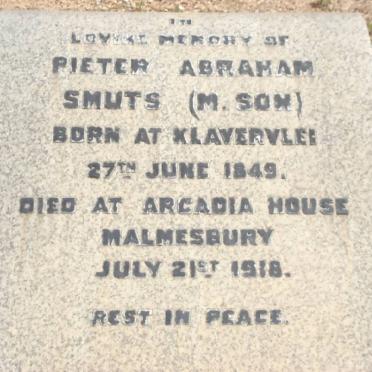 IN
LOVING MEMORY OF
PIETER ABRAHAM
SMUTS (M. SON)
BORN AT KLAVERVLEI
27TH JUNE 1849.
DIED AT ARCADIA HOUSE
MALMESBURY
JULY 21ST 1918.
REST IN PEACE.